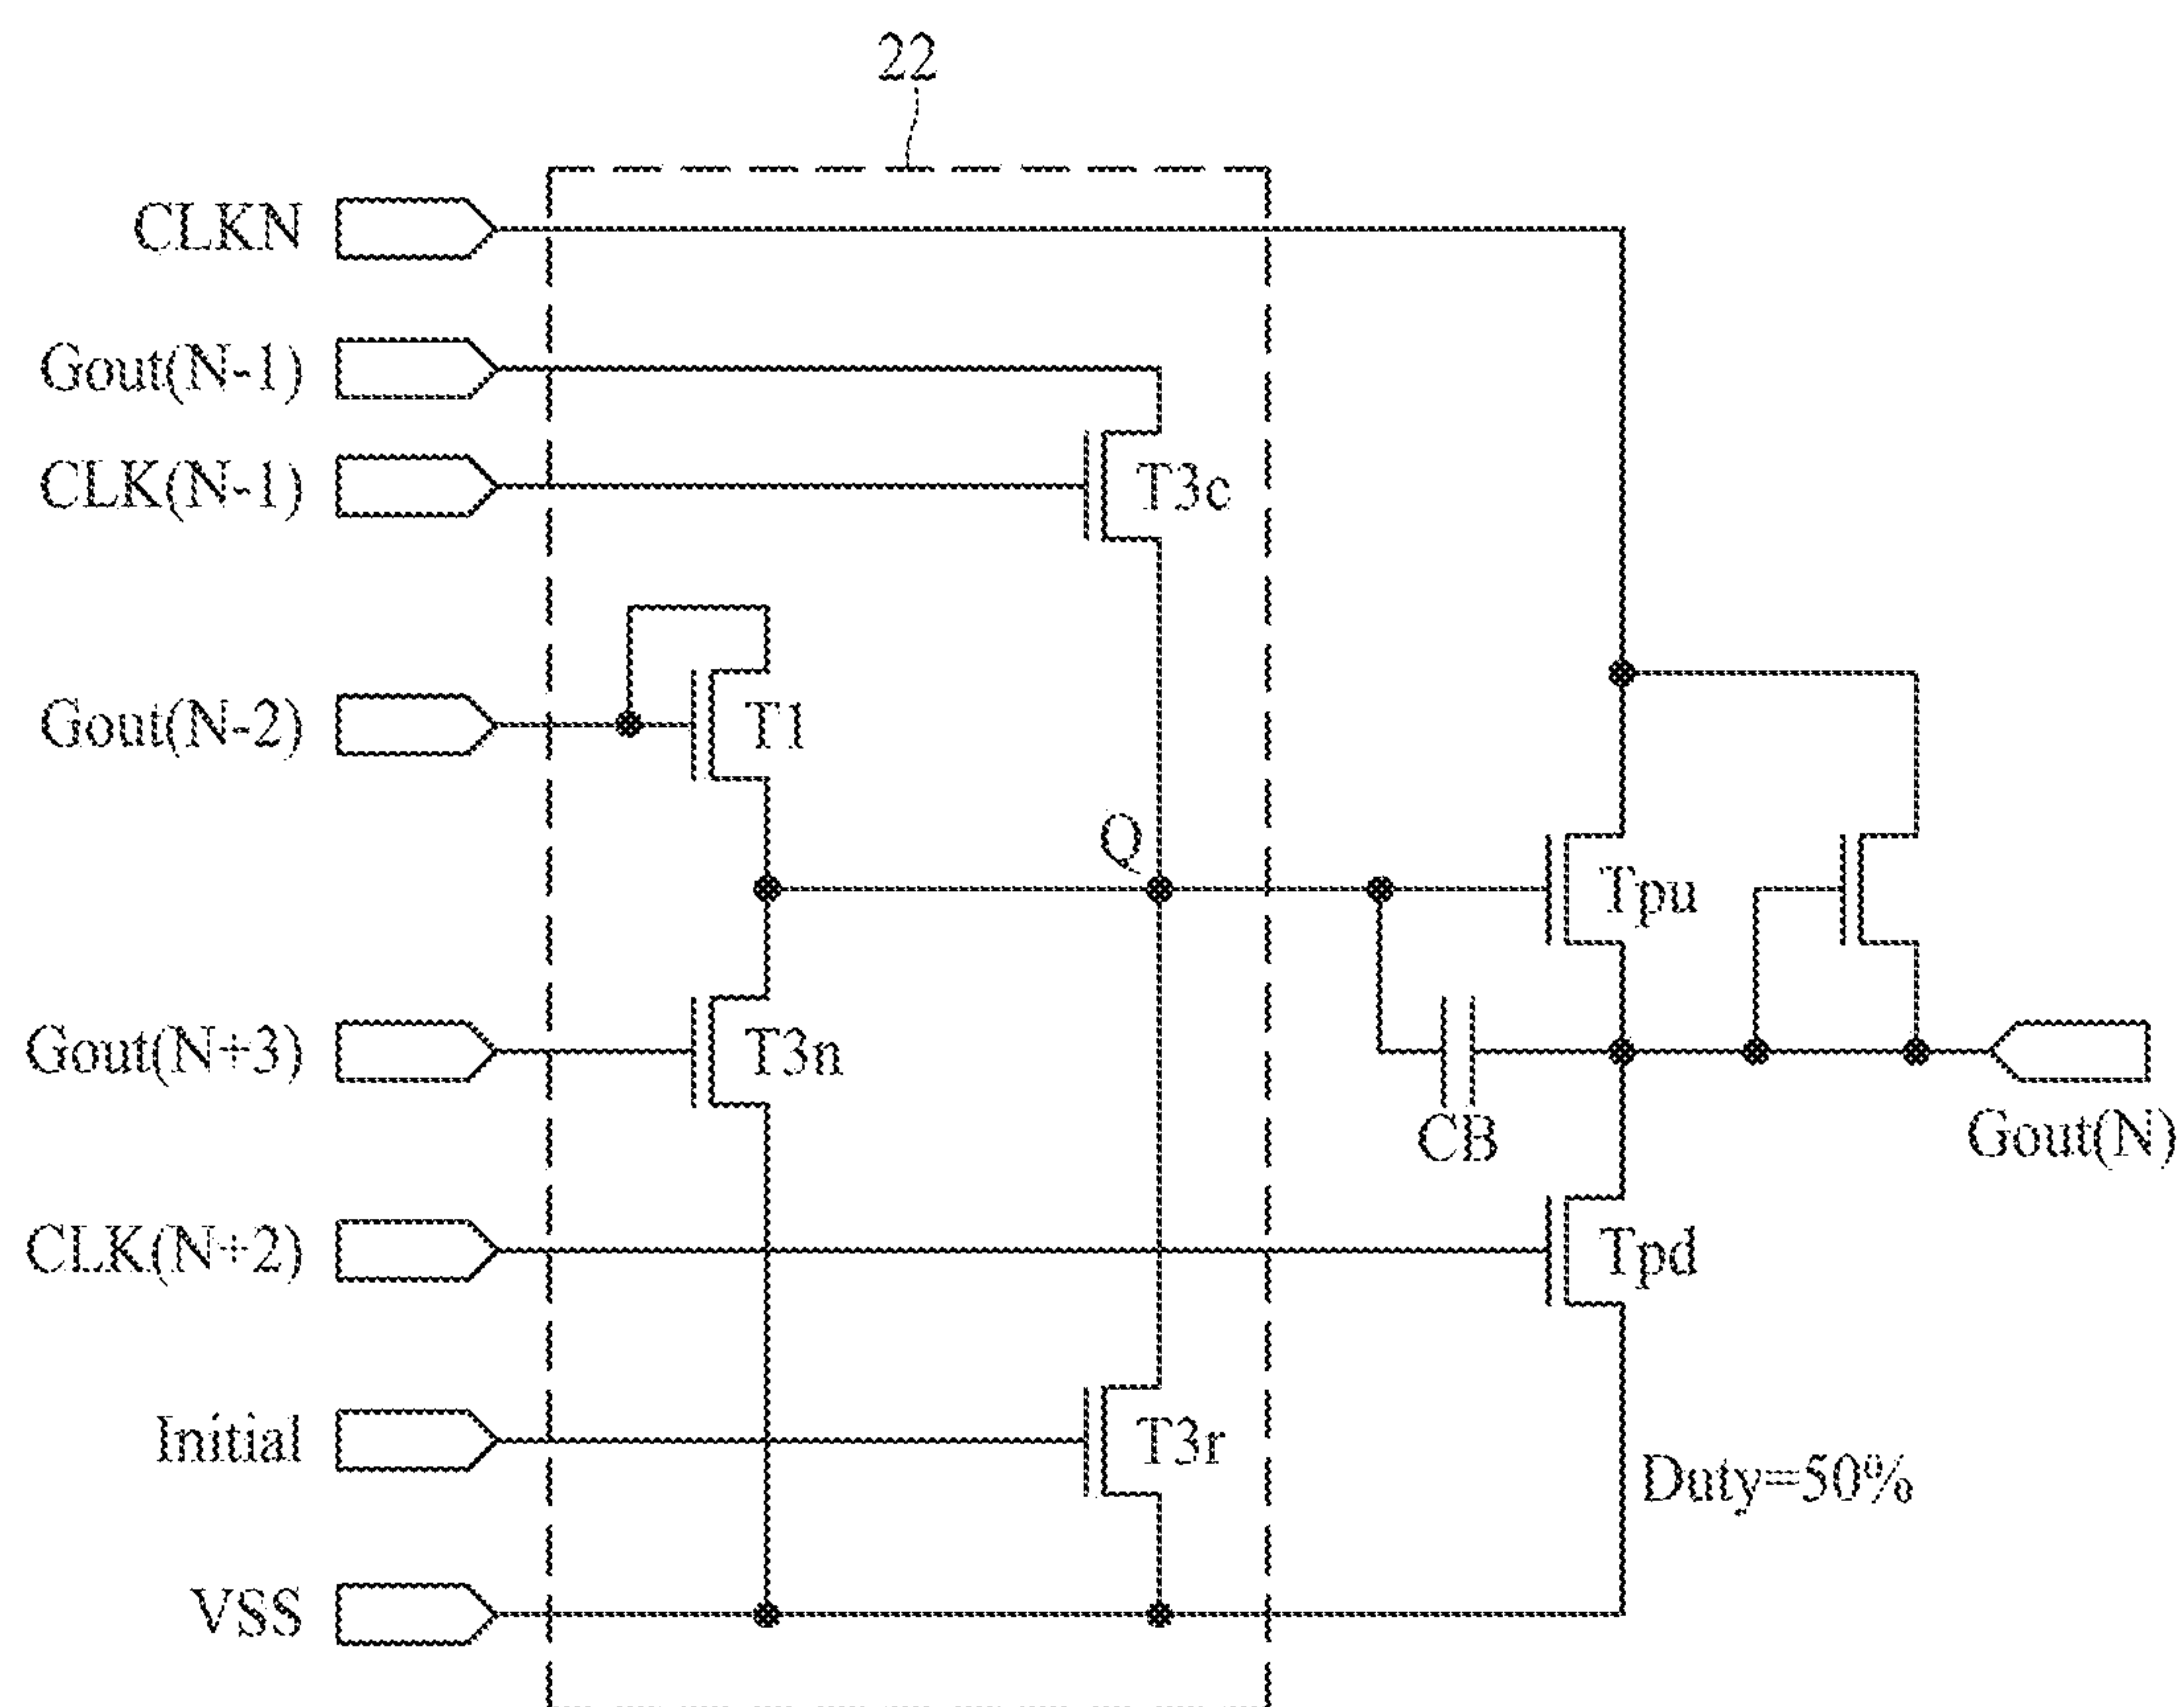 22
CLKN
Gout(N-1)
CLK(N-1)
T3c
Gout(N-2)
T1
Q
Tpu
Gout(N+3)
T3n
CB
Gout(N)
CLK(N+2)
Tpd
Initial
T3r
Duty=50%
VSS